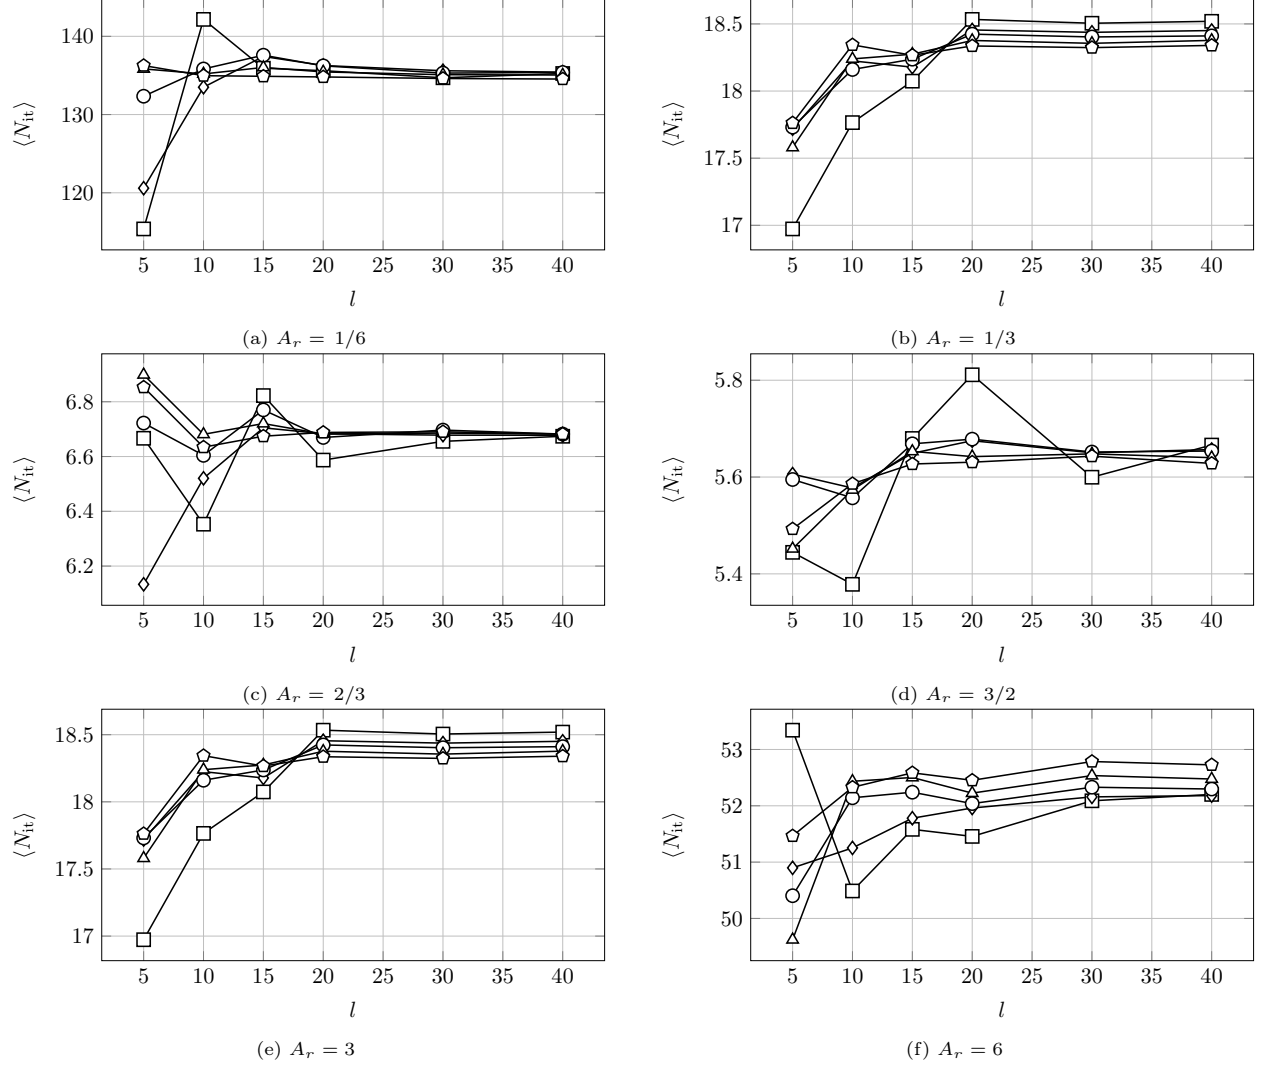 140
130
120
⟨N_it⟩
5 10 15 20 25 30 35 40
l
(a) A_r = 1/6
18.5
18
17.5
17
⟨N_it⟩
5 10 15 20 25 30 35 40
l
(b) A_r = 1/3
6.8
6.6
6.4
6.2
⟨N_it⟩
5 10 15 20 25 30 35 40
l
(c) A_r = 2/3
5.8
5.6
5.4
⟨N_it⟩
5 10 15 20 25 30 35 40
l
(d) A_r = 3/2
18.5
18
17.5
17
⟨N_it⟩
5 10 15 20 25 30 35 40
l
(e) A_r = 3
53
52
51
50
⟨N_it⟩
5 10 15 20 25 30 35 40
l
(f) A_r = 6